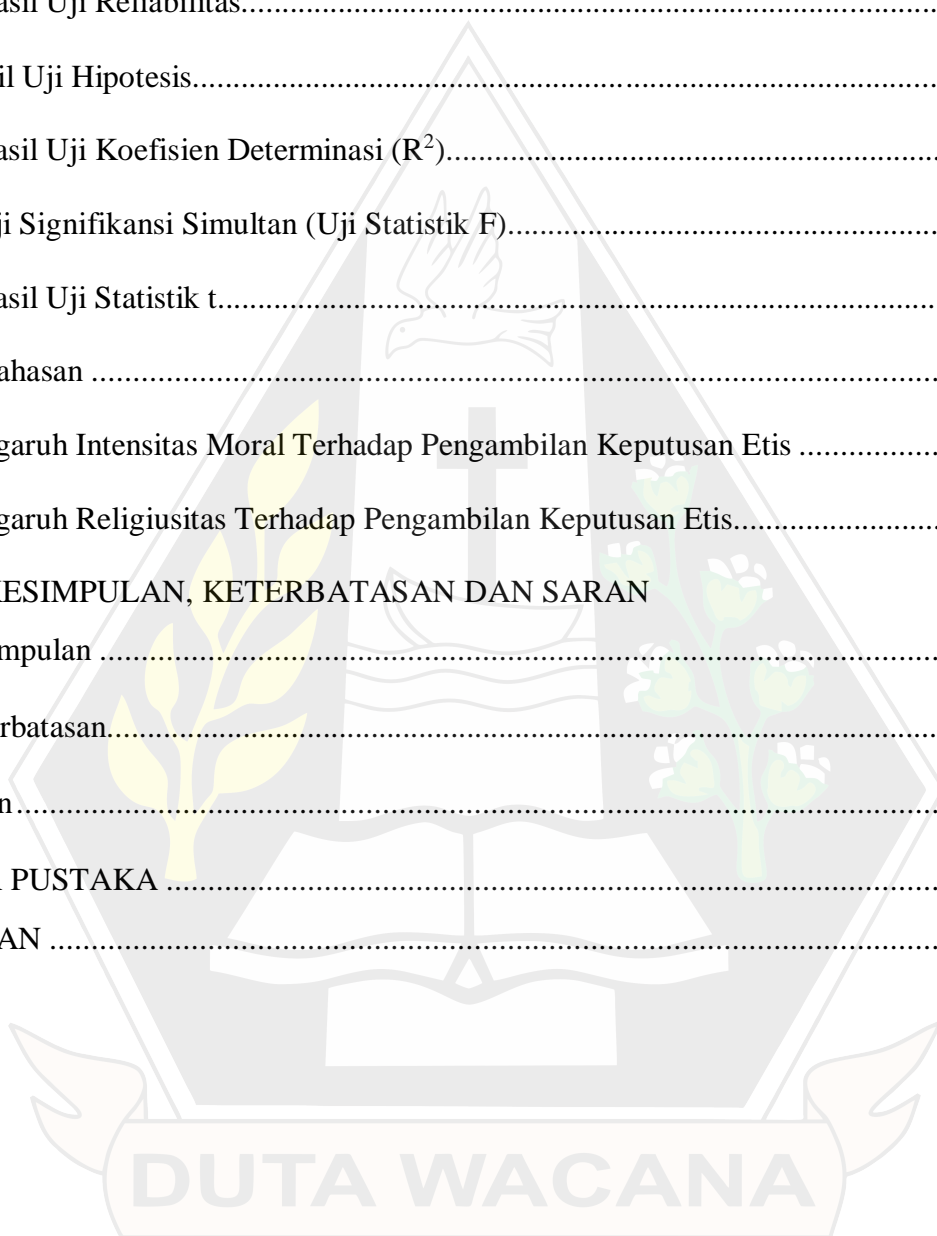 asil Uji Reliabilitas..........................................................................................
il Uji Hipotesis.................................................................................................
asil Uji Koefisien Determinasi (R²)................................................................
ji Signifikansi Simultan (Uji Statistik F).........................................................
asil Uji Statistik t.............................................................................................
ahasan ..............................................................................................................
garuh Intensitas Moral Terhadap Pengambilan Keputusan Etis ..................
garuh Religiusitas Terhadap Pengambilan Keputusan Etis..........................
KESIMPULAN, KETERBATASAN DAN SARAN
mpulan .............................................................................................................
rbatasan............................................................................................................
n.........................................................................................................................
PUSTAKA .......................................................................................................
AN .....................................................................................................................
DUTA WACANA